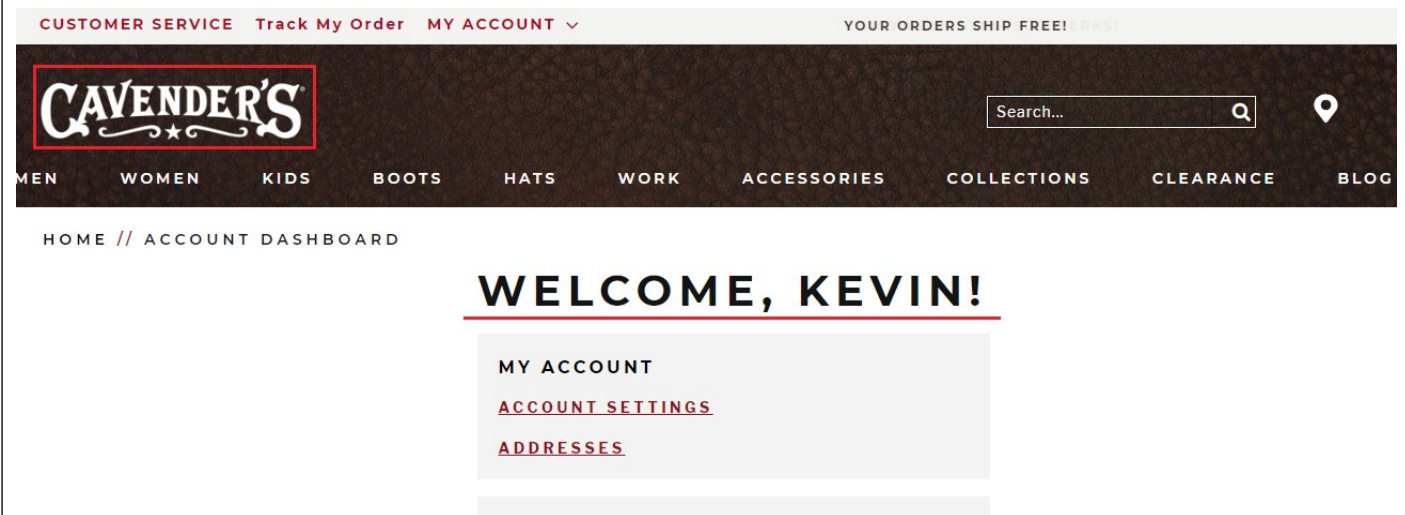 CUSTOMER SERVICE Track My Order MY ACCOUNT YOUR ORDERS SHIP FREE!
CAVENDER'S
Search...
MEN WOMEN KIDS BOOTS HATS WORK ACCESSORIES COLLECTIONS CLEARANCE BLOG
HOME // ACCOUNT DASHBOARD
WELCOME, KEVIN!
MY ACCOUNT
ACCOUNT SETTINGS
ADDRESSES